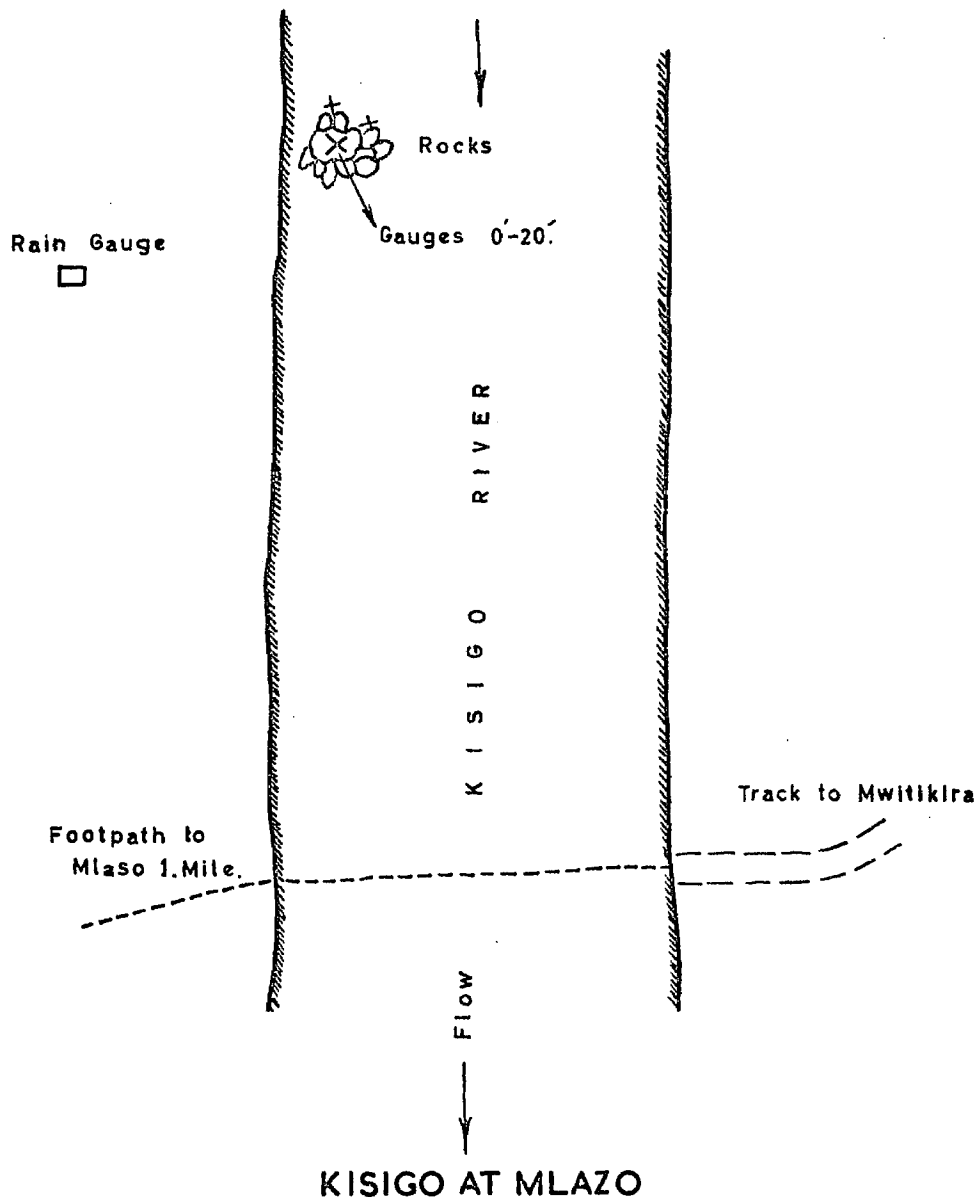 Rocks
Gauges 0'-20'.
Rain Gauge
KISIGO RIVER
Track to Mwitikira
Footpath to
Mlaso 1.Mile.
Flow
KISIGO AT MLAZO